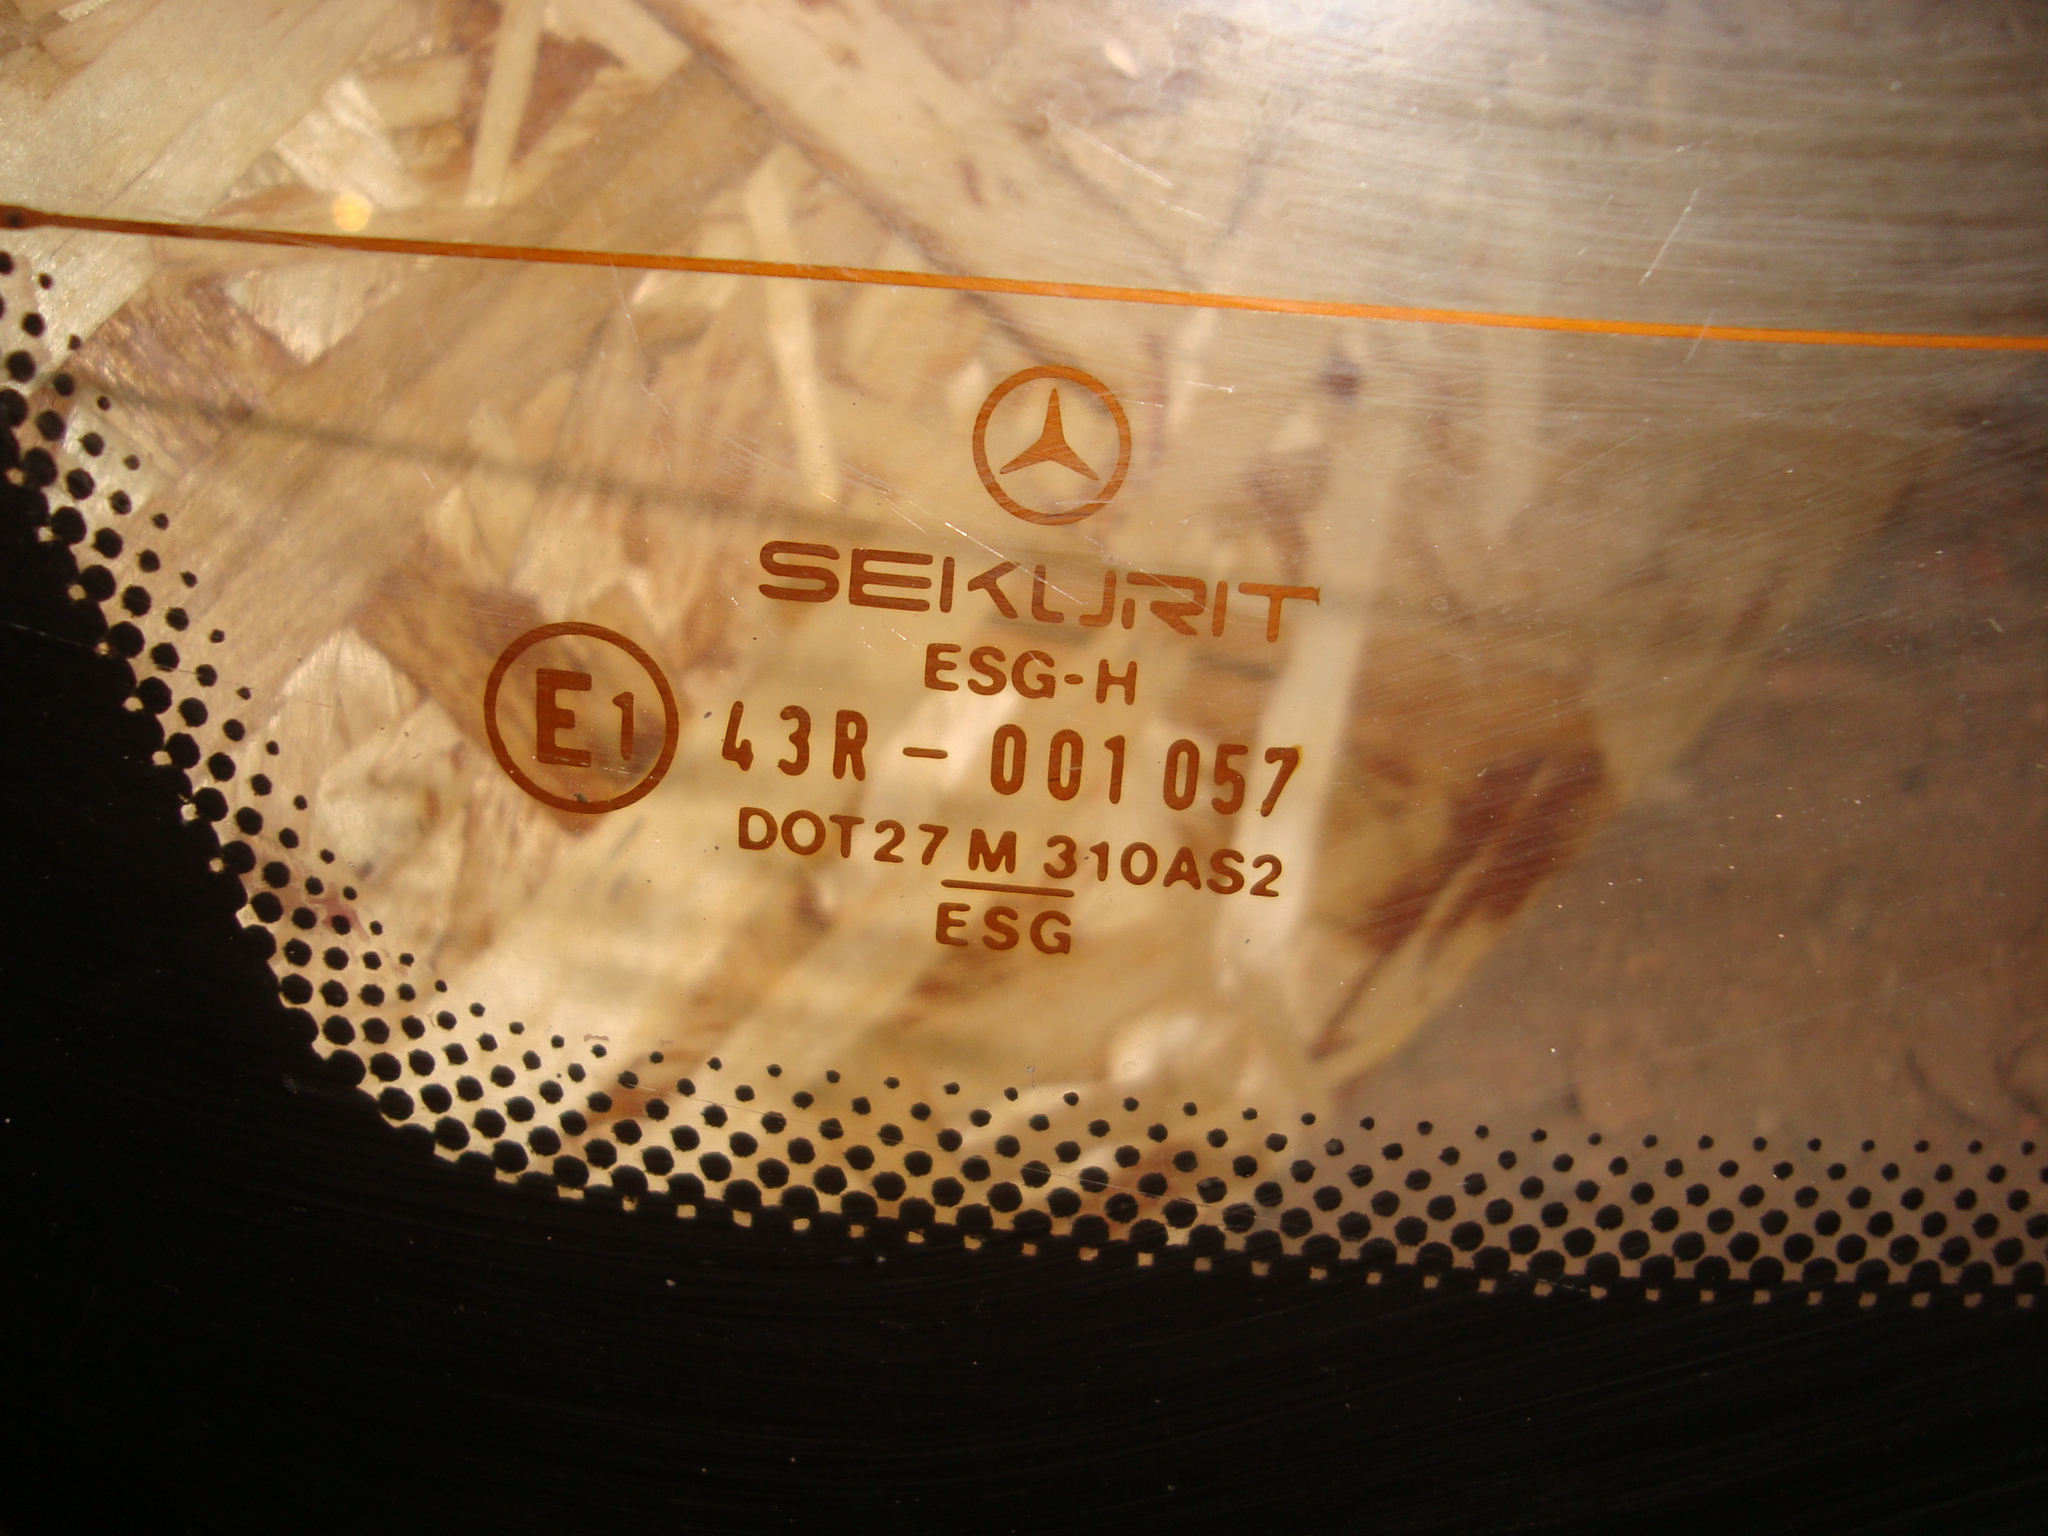 SEKURIT
ESG-H
E1 43R - 001057
DOT27 M 310AS2
ESG